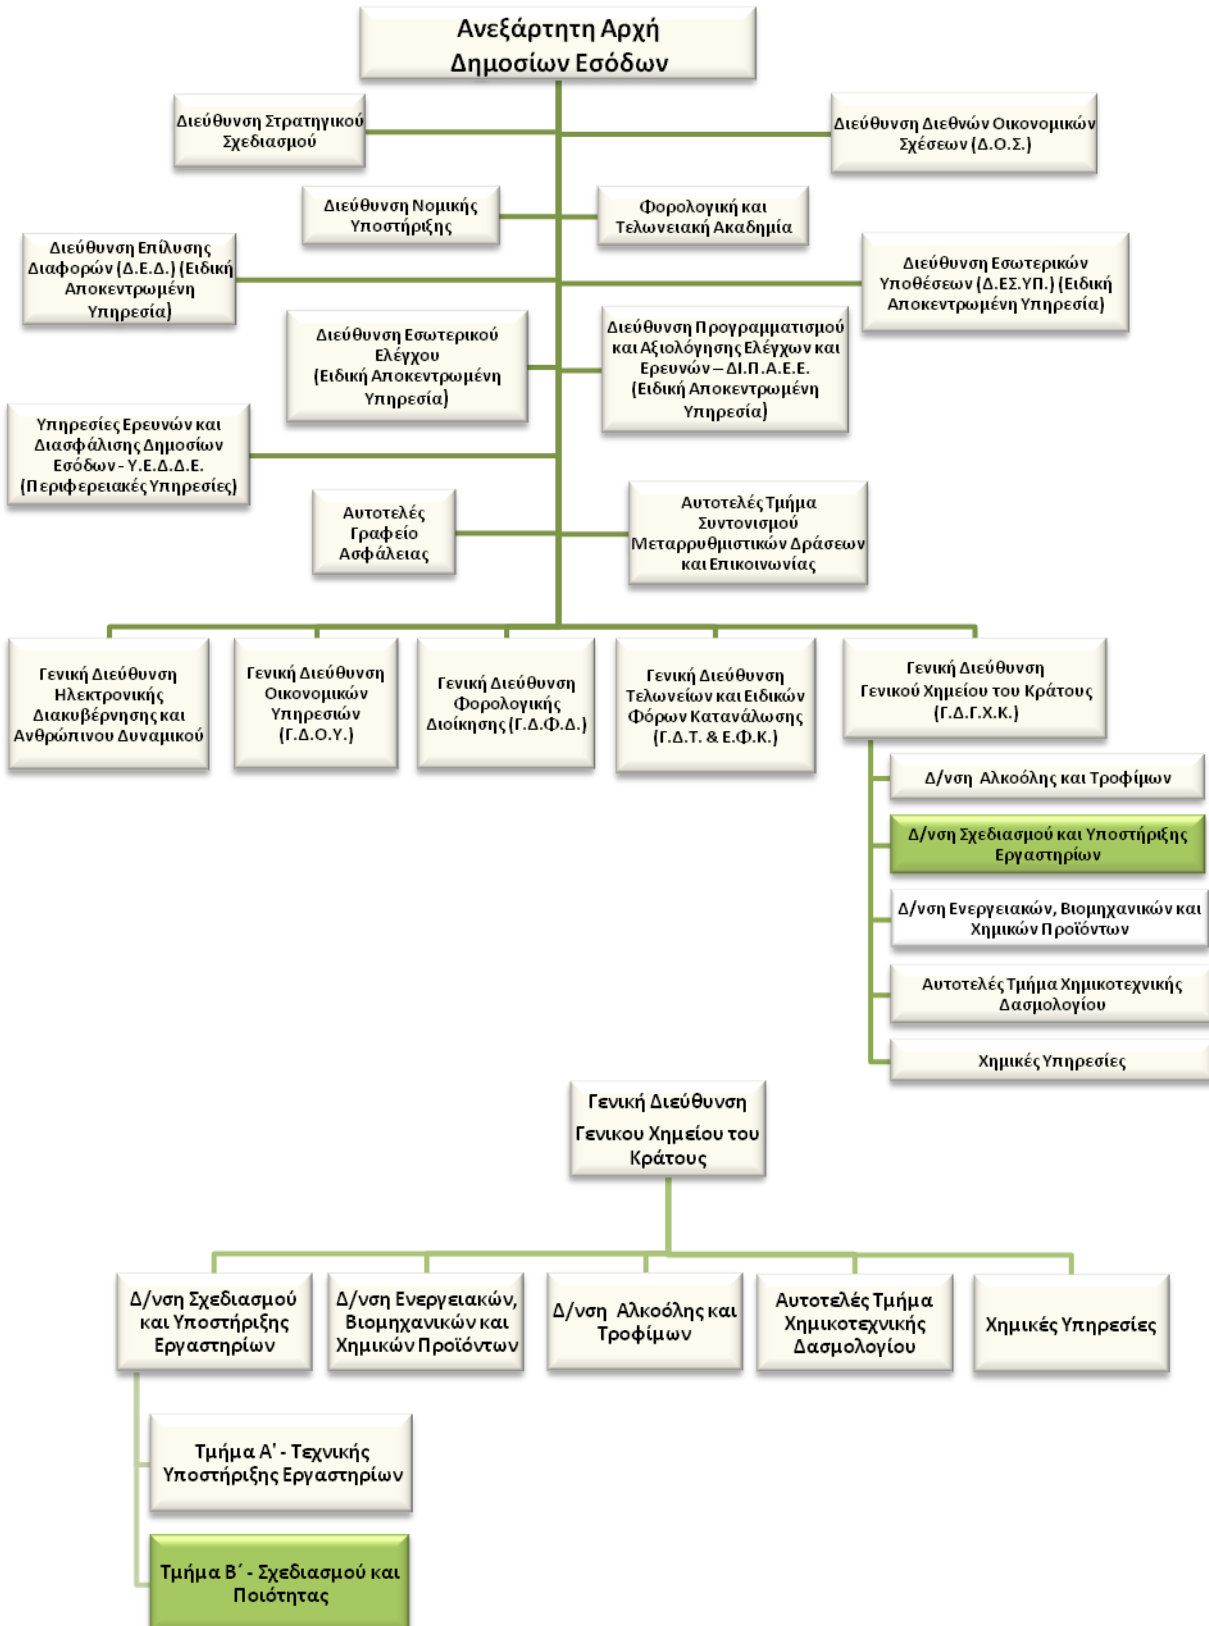 Ανεξάρτητη Αρχή
Δημοσίων Εσόδων
Διεύθυνση Στρατηγικού
Σχεδιασμού
Διεύθυνση Διεθνών Οικονομικών
Σχέσεων (Δ.Ο.Σ.)
Διεύθυνση Νομικής
Υποστήριξης
Φορολογική και
Τελωνειακή Ακαδημία
Διεύθυνση Επίλυσης
Διαφορών (Δ.Ε.Δ.) (Ειδική
Αποκεντρωμένη
Υπηρεσία)
Διεύθυνση Εσωτερικών
Υποθέσεων (Δ.ΕΣ.ΥΠ.) (Ειδική
Αποκεντρωμένη Υπηρεσία)
Διεύθυνση Εσωτερικού
Ελέγχου
(Ειδική Αποκεντρωμένη
Υπηρεσία)
Διεύθυνση Προγραμματισμού
και Αξιολόγησης Ελέγχων και
Ερευνών – ΔΙ.Π.Α.Ε.Ε.
(Ειδική Αποκεντρωμένη
Υπηρεσία)
Υπηρεσίες Ερευνών και
Διασφάλισης Δημοσίων
Εσόδων - Υ.Ε.Δ.Δ.Ε.
(Περιφερειακές Υπηρεσίες)
Αυτοτελές
Γραφείο
Ασφάλειας
Αυτοτελές Τμήμα
Συντονισμού
Μεταρρυθμιστικών Δράσεων
και Επικοινωνίας
Γενική Διεύθυνση
Ηλεκτρονικής
Διακυβέρνησης και
Ανθρώπινου Δυναμικού
Γενική Διεύθυνση
Οικονομικών
Υπηρεσιών
(Γ.Δ.Ο.Υ.)
Γενική Διεύθυνση
Φορολογικής
Διοίκησης (Γ.Δ.Φ.Δ.)
Γενική Διεύθυνση
Τελωνείων και Ειδικών
Φόρων Κατανάλωσης
(Γ.Δ.Τ. & Ε.Φ.Κ.)
Γενική Διεύθυνση
Γενικού Χημείου του Κράτους
(Γ.Δ.Γ.Χ.Κ.)
Δ/νση Αλκοόλης και Τροφίμων
Δ/νση Σχεδιασμού και Υποστήριξης
Εργαστηρίων
Δ/νση Ενεργειακών, Βιομηχανικών και
Χημικών Προϊόντων
Αυτοτελές Τμήμα Χημικοτεχνικής
Δασμολογίου
Χημικές Υπηρεσίες
Γενική Διεύθυνση
Γενικου Χημείου του
Κράτους
Δ/νση Σχεδιασμού
και Υποστήριξης
Εργαστηρίων
Δ/νση Ενεργειακών,
Βιομηχανικών και
Χημικών Προϊόντων
Δ/νση Αλκοόλης και
Τροφίμων
Αυτοτελές Τμήμα
Χημικοτεχνικής
Δασμολογίου
Χημικές Υπηρεσίες
Τμήμα Α' - Τεχνικής
Υποστήριξης Εργαστηρίων
Τμήμα Β΄ - Σχεδιασμού και
Ποιότητας